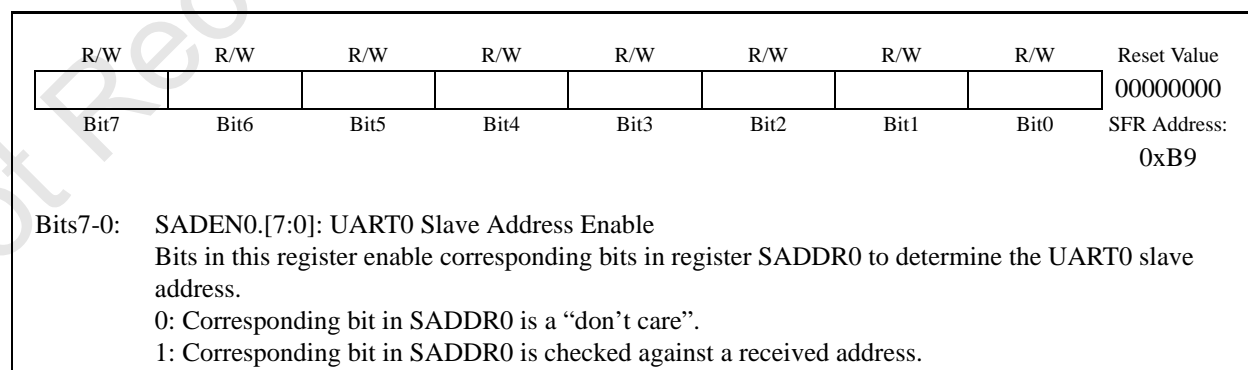 R/W R/W R/W R/W R/W R/W R/W R/W Reset Value
00000000
Bit7 Bit6 Bit5 Bit4 Bit3 Bit2 Bit1 Bit0 SFR Address:
0xB9
Bits7-0: SADEN0.[7:0]: UART0 Slave Address Enable
Bits in this register enable corresponding bits in register SADDR0 to determine the UART0 slave
address.
0: Corresponding bit in SADDR0 is a “don’t care”.
1: Corresponding bit in SADDR0 is checked against a received address.